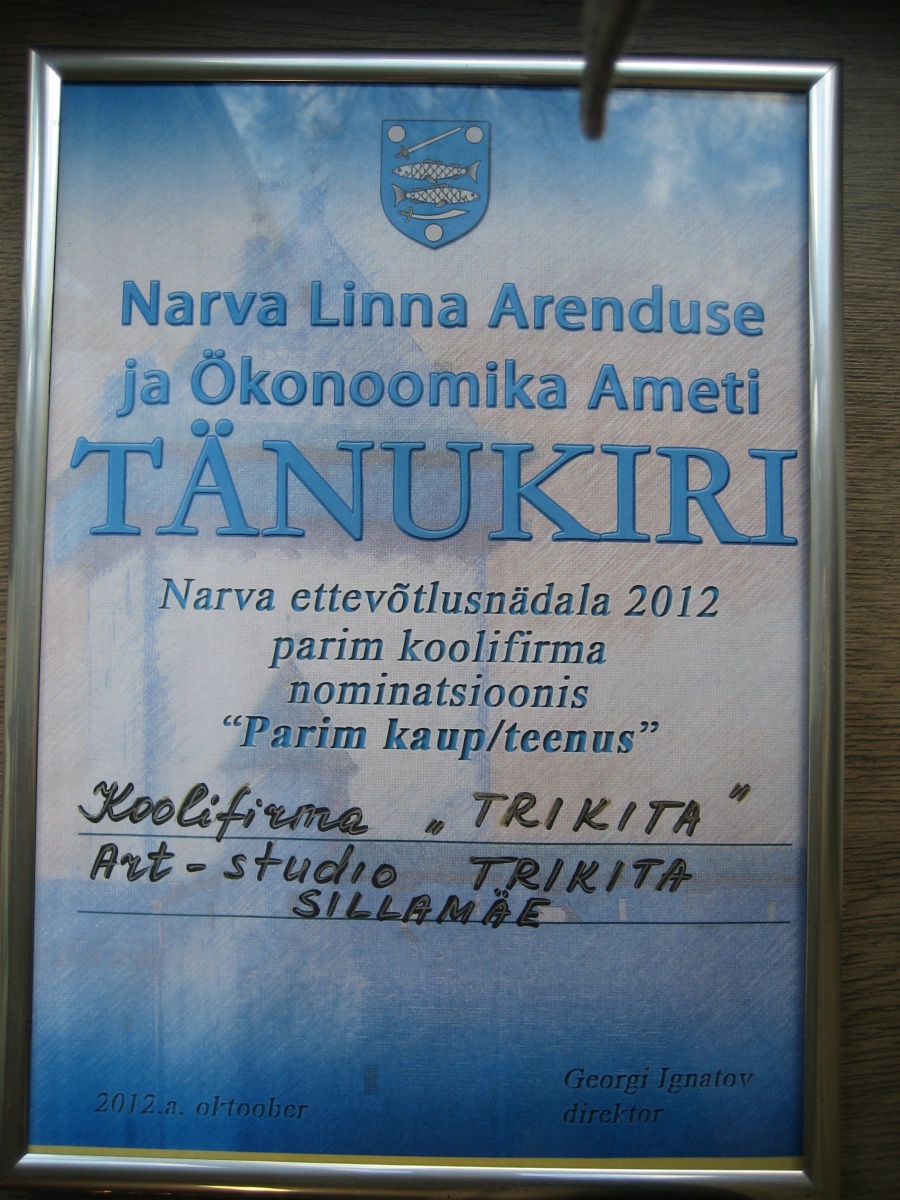 Narva Linna Arenduse
ja Ökonoomika Ameti
TÄNUKIRI
Narva ettevõtlusnädala 2012
parim koolifirma
nominatsioonis
“Parim kaup/teenus”
Koolifirma „TRIKITA”
Art-studio TRIKITA
SILLAMÄE
Georgi Ignatov
2012.a. oktoober
direktor